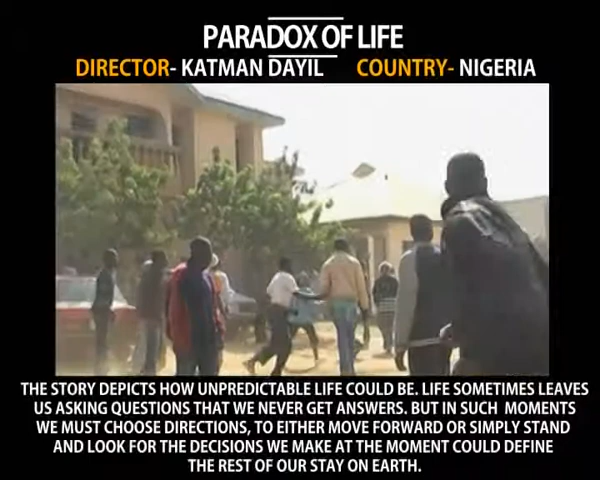 PARADOX OF LIFE
DIRECTOR- KATMAN DAYIL COUNTRY- NIGERIA
THE STORY DEPICTS HOW UNPREDICTABLE LIFE COULD BE. LIFE SOMETIMES LEAVES
US ASKING QUESTIONS THAT WE NEVER GET ANSWERS. BUT IN SUCH MOMENTS
WE MUST CHOOSE DIRECTIONS, TO EITHER MOVE FORWARD OR SIMPLY STAND
AND LOOK FOR THE DECISIONS WE MAKE AT THE MOMENT COULD DEFINE
THE REST OF OUR STAY ON EARTH.